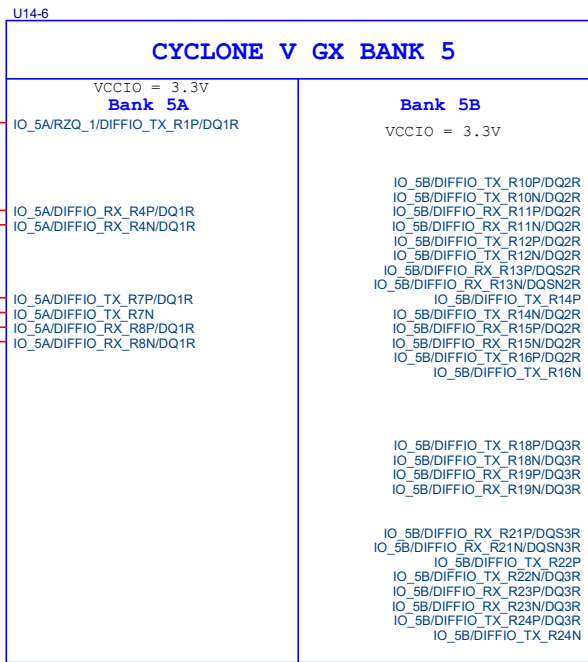 U14-6
CYCLONE V GX BANK 5
VCCIO = 3.3V
Bank 5A
IO_5A/RZQ_1/DIFFIO_TX_R1P/DQ1R
IO_5A/DIFFIO_RX_R4P/DQ1R
IO_5A/DIFFIO_RX_R4N/DQ1R
IO_5A/DIFFIO_TX_R7P/DQ1R
IO_5A/DIFFIO_TX_R7N
IO_5A/DIFFIO_RX_R8P/DQ1R
IO_5A/DIFFIO_RX_R8N/DQ1R
Bank 5B
VCCIO = 3.3V
IO_5B/DIFFIO_TX_R10P/DQ2R
IO_5B/DIFFIO_TX_R10N/DQ2R
IO_5B/DIFFIO_RX_R11P/DQ2R
IO_5B/DIFFIO_RX_R11N/DQ2R
IO_5B/DIFFIO_TX_R12P/DQ2R
IO_5B/DIFFIO_TX_R12N/DQ2R
IO_5B/DIFFIO_RX_R13P/DQS2R
IO_5B/DIFFIO_RX_R13N/DQSN2R
IO_5B/DIFFIO_TX_R14P
IO_5B/DIFFIO_TX_R14N/DQ2R
IO_5B/DIFFIO_RX_R15P/DQ2R
IO_5B/DIFFIO_RX_R15N/DQ2R
IO_5B/DIFFIO_TX_R16P/DQ2R
IO_5B/DIFFIO_TX_R16N
IO_5B/DIFFIO_TX_R18P/DQ3R
IO_5B/DIFFIO_TX_R18N/DQ3R
IO_5B/DIFFIO_RX_R19P/DQ3R
IO_5B/DIFFIO_RX_R19N/DQ3R
IO_5B/DIFFIO_RX_R21P/DQS3R
IO_5B/DIFFIO_RX_R21N/DQSN3R
IO_5B/DIFFIO_TX_R22P
IO_5B/DIFFIO_TX_R22N/DQ3R
IO_5B/DIFFIO_RX_R23P/DQ3R
IO_5B/DIFFIO_RX_R23N/DQ3R
IO_5B/DIFFIO_TX_R24P/DQ3R
IO_5B/DIFFIO_TX_R24N